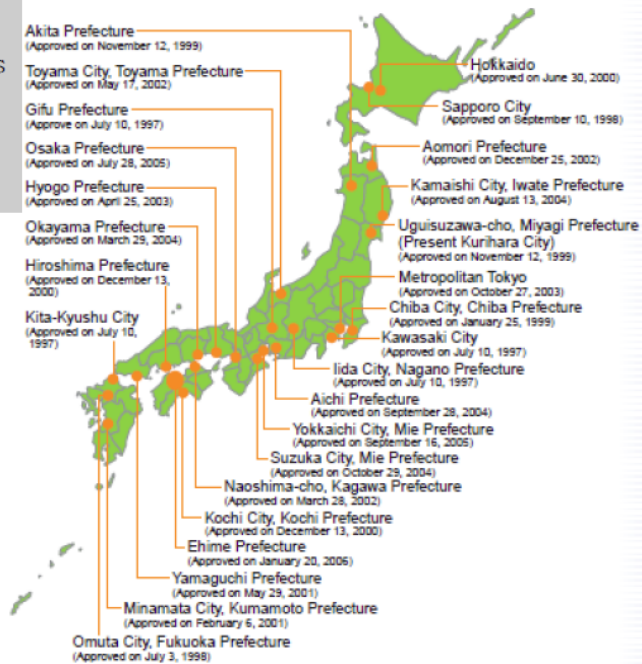 s
Akita Prefecture
(Approved on November 12, 1999)
Toyama City, Toyama Prefecture
(Approved on May 17, 2002)
Gifu Prefecture
(Approve on July 10, 1997)
Osaka Prefecture
(Approved on July 28, 2005)
Hyogo Prefecture
(Approved on April 25, 2003)
Okayama Prefecture
(Approved on March 29, 2004)
Hiroshima Prefecture
(Approved on December 13,
2000)
Kita-Kyushu City
(Approved on July 10,
1997)
Hokkaido
(Approved on June 30, 2000)
Sapporo City
(Approved on September 10, 1998)
Aomori Prefecture
(Approved on December 25, 2002)
Kamaishi City, Iwate Prefecture
(Approved on August 13, 2004)
Uguisuzawa-cho, Miyagi Prefecture
(Present Kurihara City)
(Approved on November 12, 1999)
Metropolitan Tokyo
(Approved on October 27, 2003)
Chiba City, Chiba Prefecture
(Approved on January 25, 1999)
Kawasaki City
(Approved on July 10, 1997)
Iida City, Nagano Prefecture
(Approved on July 10, 1997)
Aichi Prefecture
(Approved on September 28, 2004)
Yokkaichi City, Mie Prefecture
(Approved on September 16, 2005)
Suzuka City, Mie Prefecture
(Approved on October 29, 2004)
Naoshima-cho, Kagawa Prefecture
(Approved on March 28, 2002)
Kochi City, Kochi Prefecture
(Approved on December 13, 2000)
Ehime Prefecture
(Approved on January 20, 2006)
Yamaguchi Prefecture
(Approved on May 29, 2001)
Minamata City, Kumamoto Prefecture
(Approved on February 6, 2001)
Omuta City, Fukuoka Prefecture
(Approved on July 3, 1998)